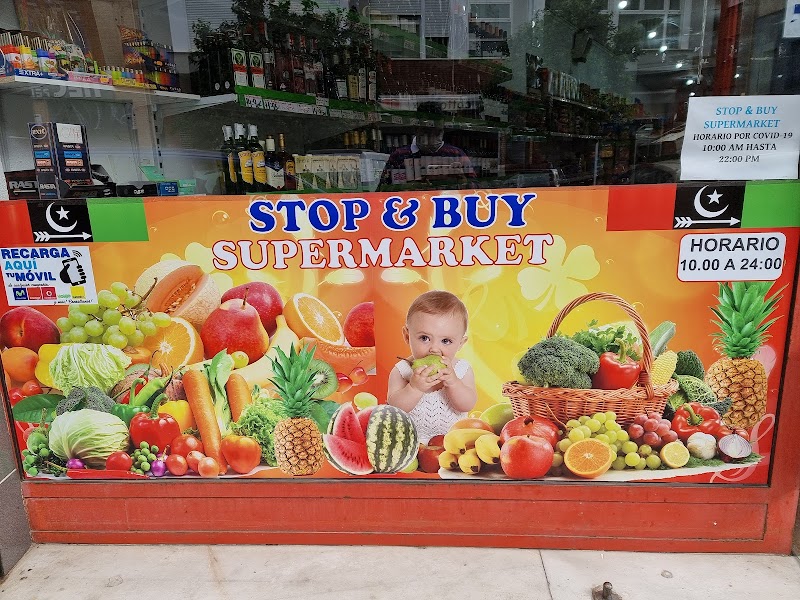 STOP & BUY
SUPERMARKET
HORARIO POR COVID-19
10:00 AM HASTA
22:00 PM
STOP & BUY
SUPERMARKET
RECARGA
AQUÍ
TU MÓVIL
HORARIO
10.00 A 24:00
EXTRA+